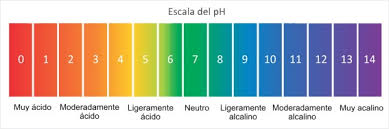 Escala del pH
0 1 2 3 4 5 6 7 8 9 10 11 12 13 14
Muy ácido Moderadamente ácido Ligeramente ácido Neutro Ligeramente alcalino Moderadamente alcalino Muy acalino